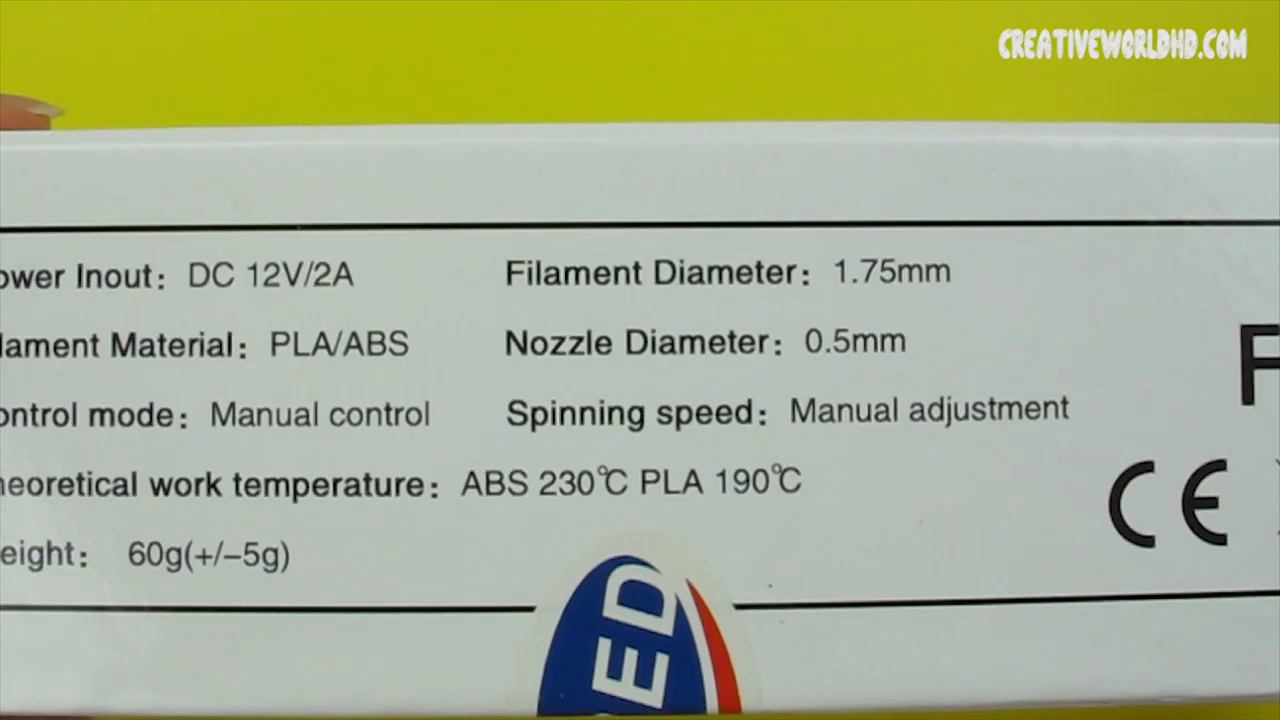 CREATIVEWORLDHD.COM
ower Inout: DC 12V/2A Filament Diameter: 1.75mm
lament Material: PLA/ABS Nozzle Diameter: 0.5mm
ontrol mode: Manual control Spinning speed: Manual adjustment
F
heoretical work temperature: ABS 230℃ PLA 190℃
CE
eight: 60g(+/-5g)
ED